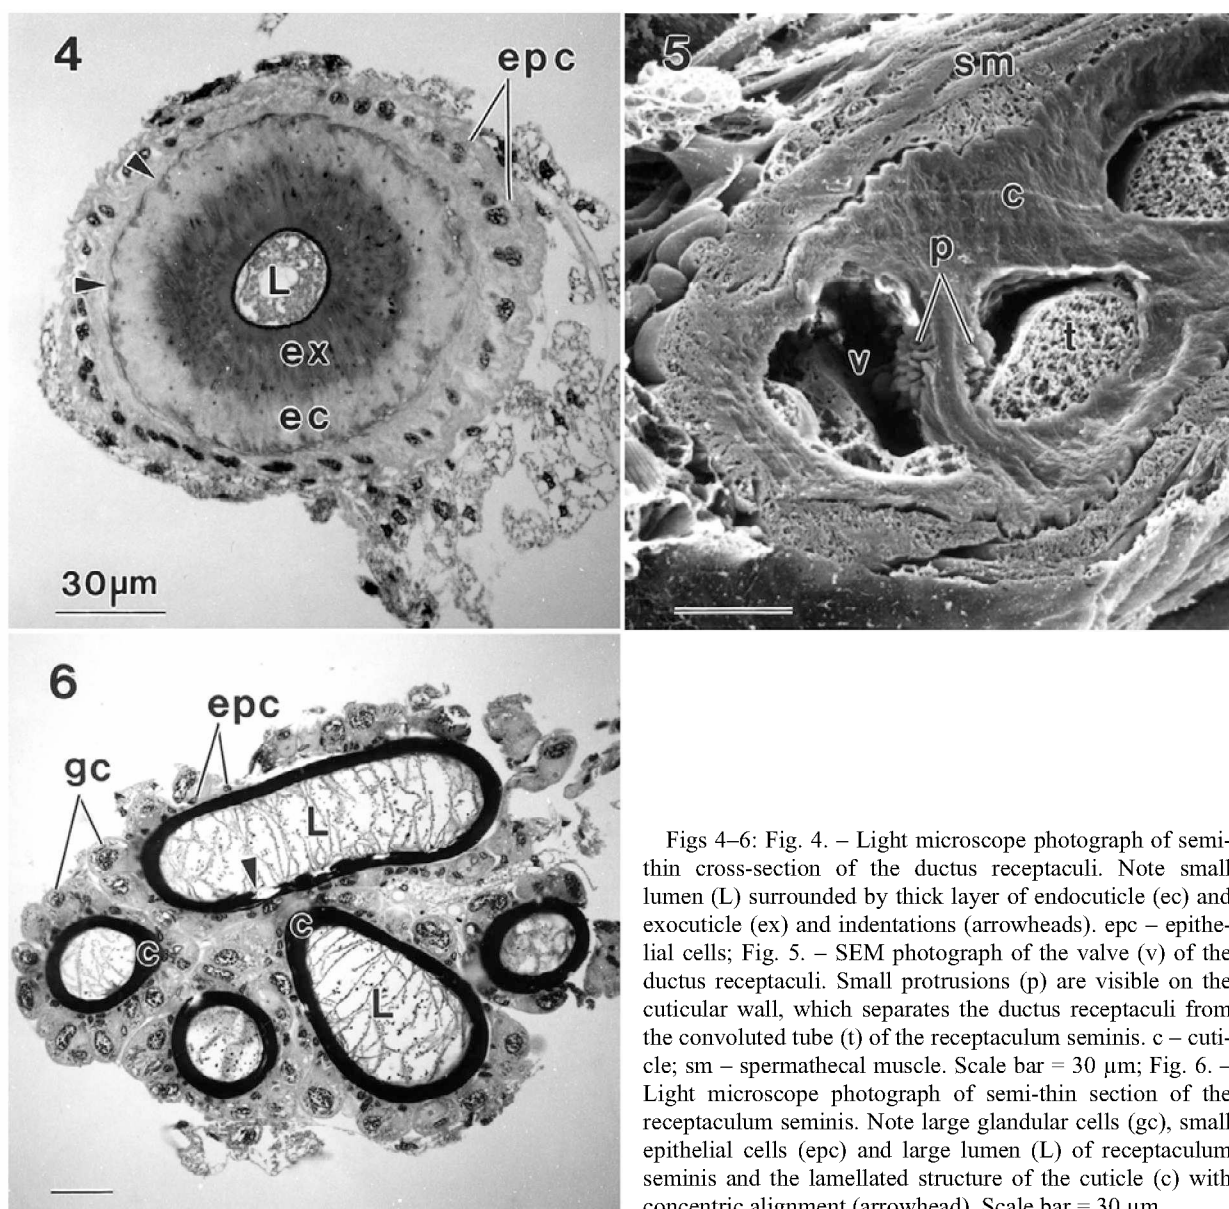 4
epc
L
ex
ec
30µm
5
sm
c
p
v
t
6
epc
gc
L
c
c
L
Figs 4–6: Fig. 4. – Light microscope photograph of semi-
thin cross-section of the ductus receptaculi. Note small
lumen (L) surrounded by thick layer of endocuticle (ec) and
exocuticle (ex) and indentations (arrowheads). epc – epithe-
lial cells; Fig. 5. – SEM photograph of the valve (v) of the
ductus receptaculi. Small protrusions (p) are visible on the
cuticular wall, which separates the ductus receptaculi from
the convoluted tube (t) of the receptaculum seminis. c – cuti-
cle; sm – spermathecal muscle. Scale bar = 30 µm; Fig. 6. –
Light microscope photograph of semi-thin section of the
receptaculum seminis. Note large glandular cells (gc), small
epithelial cells (epc) and large lumen (L) of receptaculum
seminis and the lamellated structure of the cuticle (c) with
concentric alignment (arrowhead). Scale bar = 30 µm.